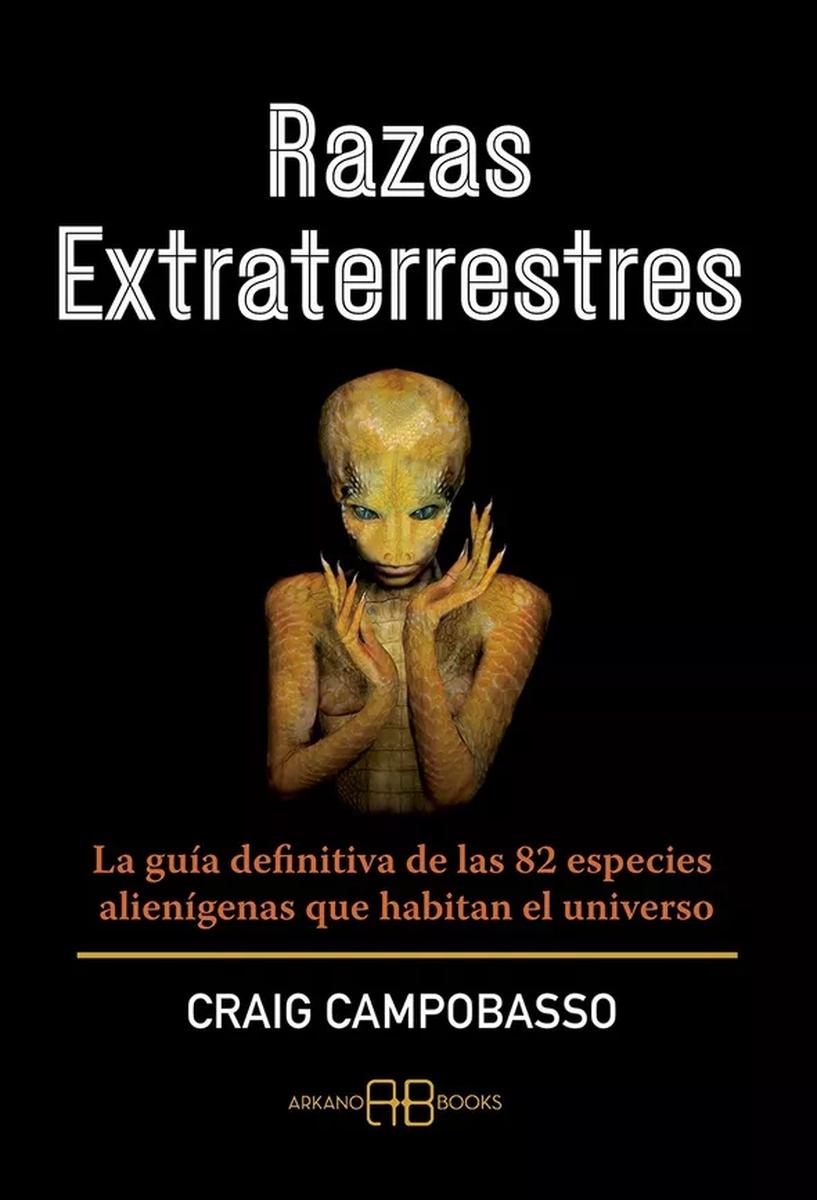 Razas
Extraterrestres
La guía definitiva de las 82 especies
alienígenas que habitan el universo
CRAIG CAMPOBASSO
ARKANO AB BOOKS